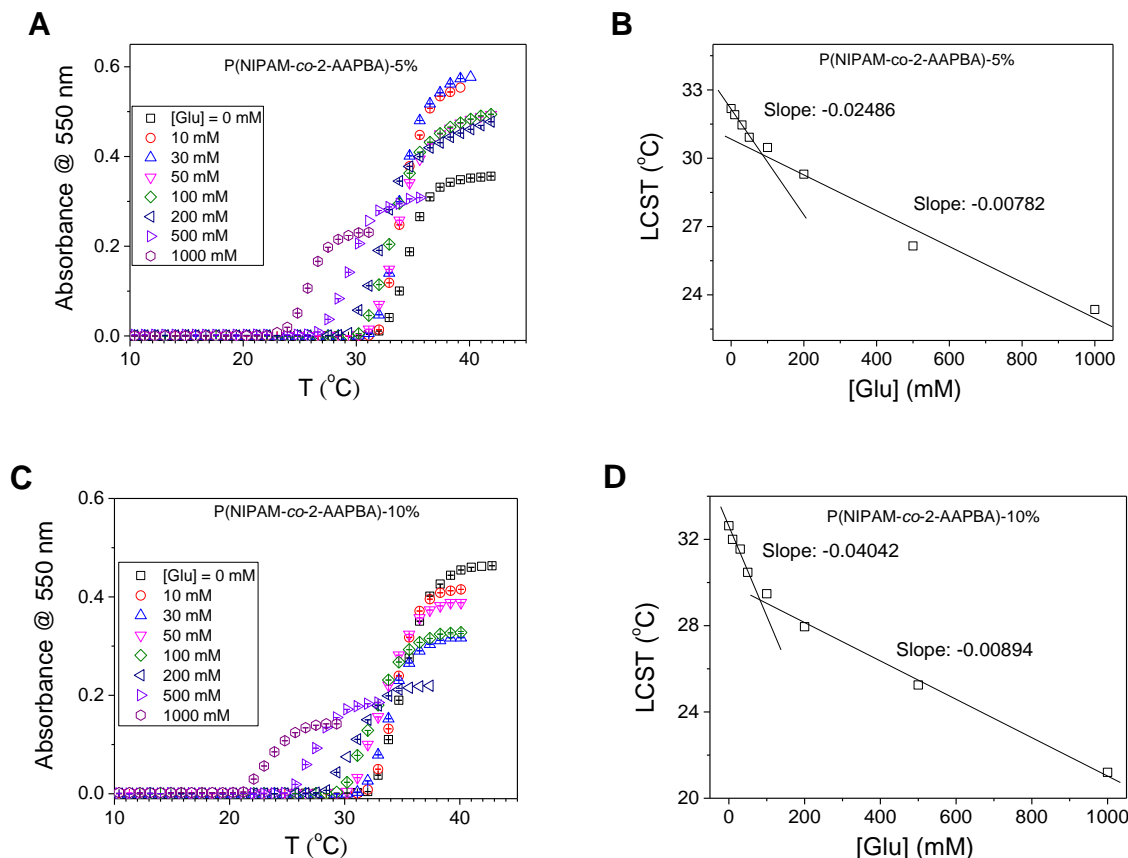 A
P(NIPAM-co-2-AAPBA)-5%
Absorbance @ 550 nm
0.6
0.4
0.2
0.0
[Glu] = 0 mM
10 mM
30 mM
50 mM
100 mM
200 mM
500 mM
1000 mM
10 20 30 40
T (°C)
B
P(NIPAM-co-2-AAPBA)-5%
LCST (°C)
33
30
27
24
Slope: -0.02486
Slope: -0.00782
0 200 400 600 800 1000
[Glu] (mM)
C
P(NIPAM-co-2-AAPBA)-10%
Absorbance @ 550 nm
0.6
0.4
0.2
0.0
[Glu] = 0 mM
10 mM
30 mM
50 mM
100 mM
200 mM
500 mM
1000 mM
10 20 30 40
T (°C)
D
P(NIPAM-co-2-AAPBA)-10%
LCST (°C)
32
28
24
20
Slope: -0.04042
Slope: -0.00894
0 200 400 600 800 1000
[Glu] (mM)